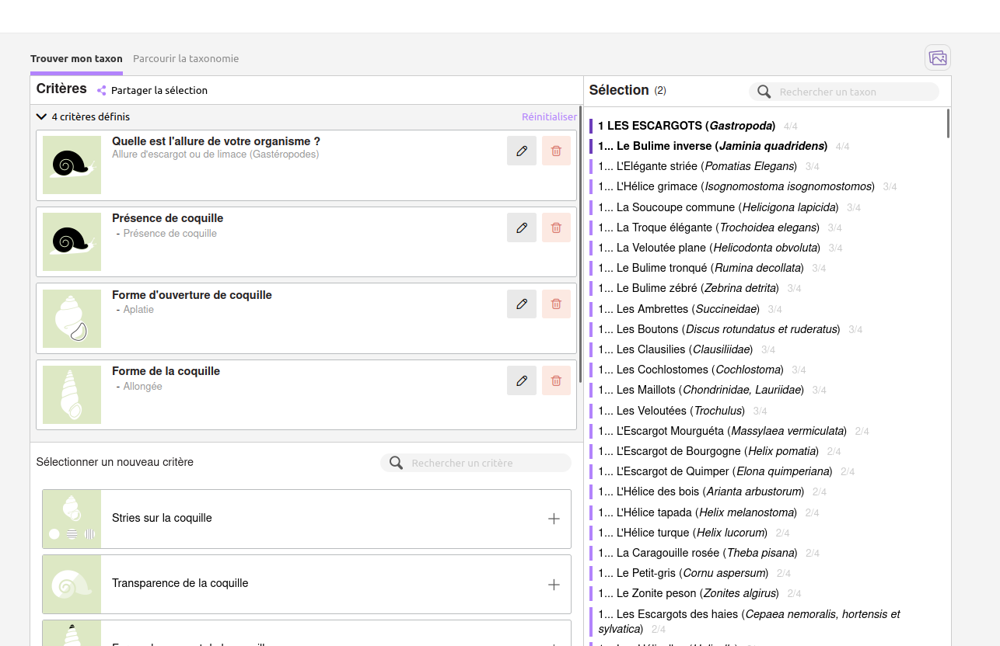 Trouver mon taxon
Parcourir la taxonomie
Critères
Partager la sélection
4 critères définis
Réinitialiser
Quelle est l'allure de votre organisme ?
Allure d'escargot ou de limace (Gastéropodes)
Présence de coquille
- Présence de coquille
Forme d'ouverture de coquille
- Aplatie
Forme de la coquille
- Allongée
Sélectionner un nouveau critère
Rechercher un critère
Stries sur la coquille
Transparence de la coquille
Sélection (2)
Rechercher un taxon
1 LES ESCARGOTS (Gastropoda) 4/4
1... Le Bulime inverse (Jaminia quadridens) 4/4
1... L'Elégante striée (Pomatias Elegans) 3/4
1... L'Hélice grimace (Isognomostoma isognomostomos) 3/4
1... La Soucoupe commune (Helicigona lapicida) 3/4
1... La Troque élégante (Trochoidea elegans) 3/4
1... La Veloutée plane (Helicodonta obvoluta) 3/4
1... Le Bulime tronqué (Rumina decollata) 3/4
1... Le Bulime zébré (Zebrina detrita) 3/4
1... Les Ambrettes (Succineidae) 3/4
1... Les Boutons (Discus rotundatus et ruderatus) 3/4
1... Les Clausilies (Clausiliidae) 3/4
1... Les Cochlostomes (Cochlostoma) 3/4
1... Les Maillots (Chondrinidae, Lauriidae) 3/4
1... Les Veloutées (Trochulus) 3/4
1... L'Escargot Mourguéta (Massylaea vermiculata) 2/4
1... L'Escargot de Bourgogne (Helix pomatia) 2/4
1... L'Escargot de Quimper (Elona quimperiana) 2/4
1... L'Hélice des bois (Arianta arbustorum) 2/4
1... L'Hélice tapada (Helix melanostoma) 2/4
1... L'Hélice turque (Helix lucorum) 2/4
1... La Caragouille rosée (Theba pisana) 2/4
1... Le Petit-gris (Cornu aspersum) 2/4
1... Le Zonite peson (Zonites algirus) 2/4
1... Les Escargots des haies (Cepaea nemoralis, hortensis et
sylvatica) 2/4